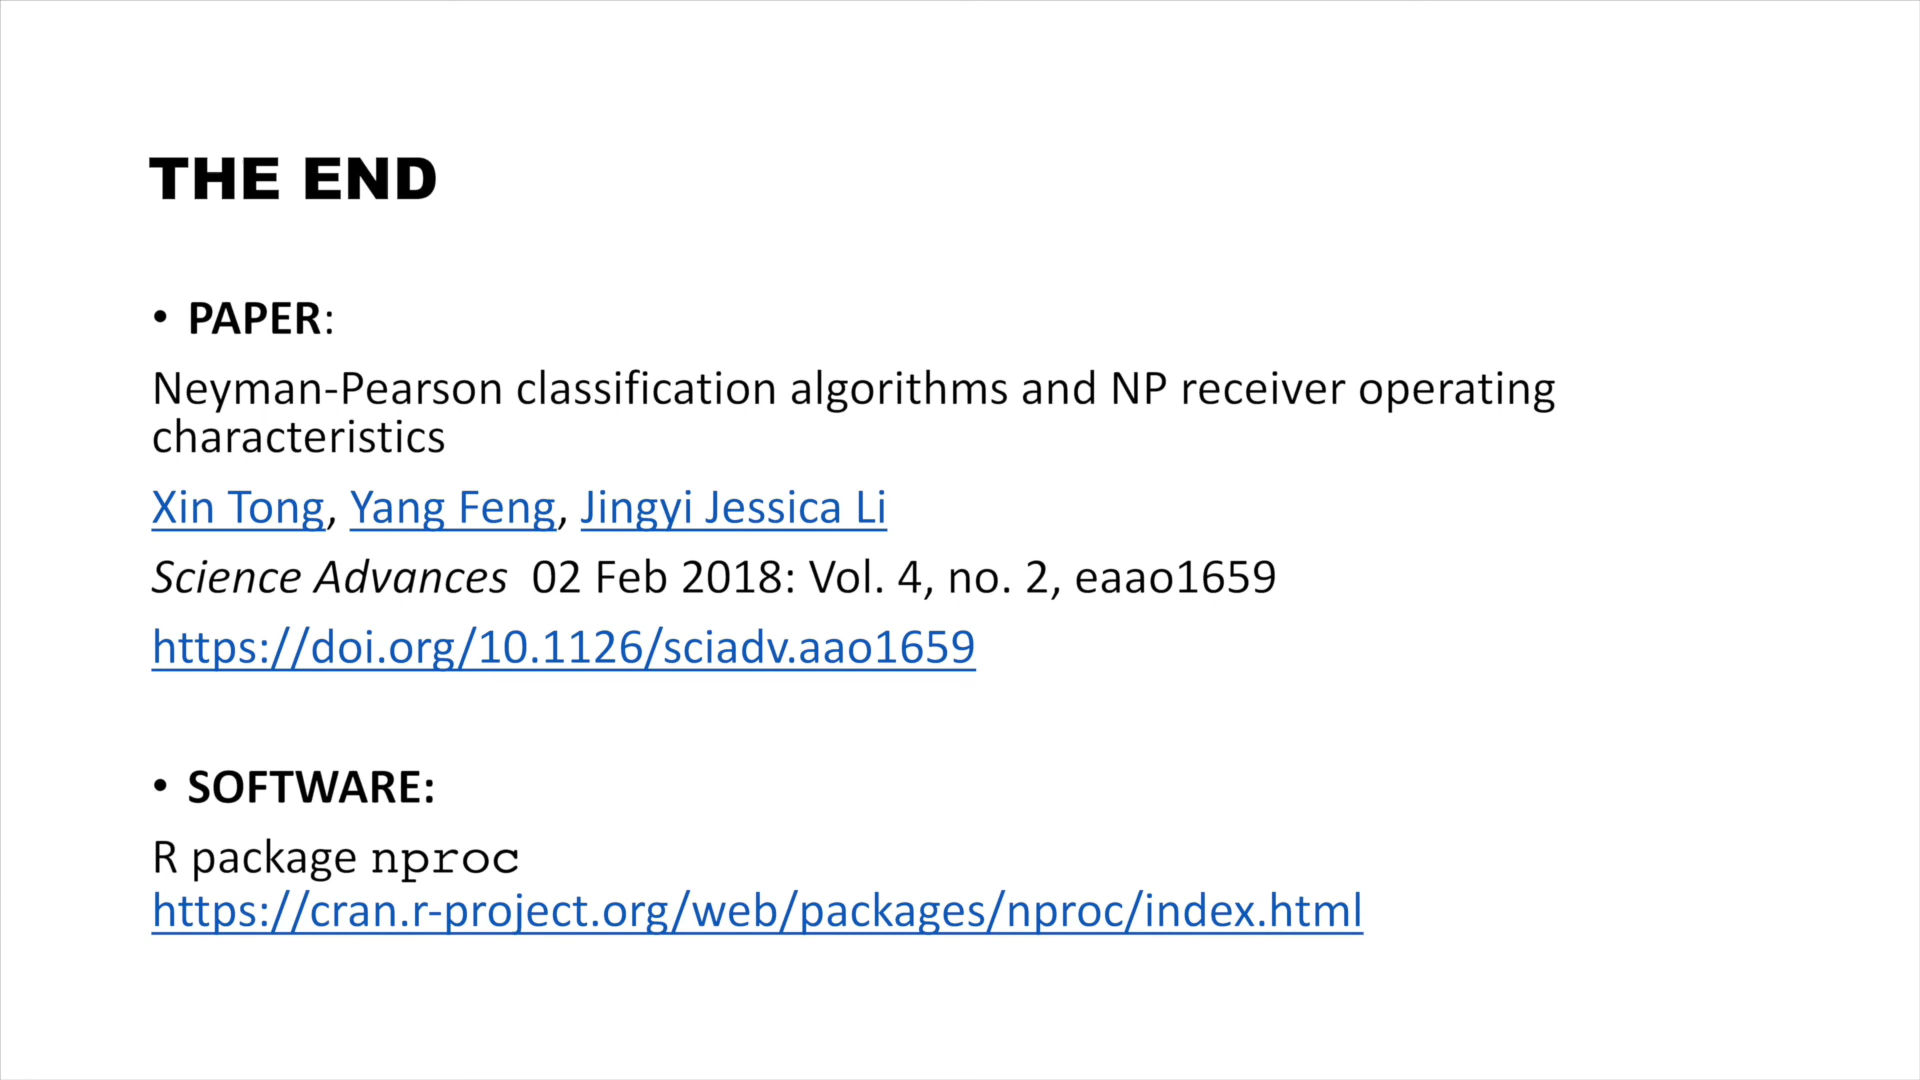 THE END
• PAPER:
Neyman-Pearson classification algorithms and NP receiver operating
characteristics
Xin Tong, Yang Feng, Jingyi Jessica Li
Science Advances 02 Feb 2018: Vol. 4, no. 2, eaao1659
https://doi.org/10.1126/sciadv.aao1659
• SOFTWARE:
R package nproc
https://cran.r-project.org/web/packages/nproc/index.html